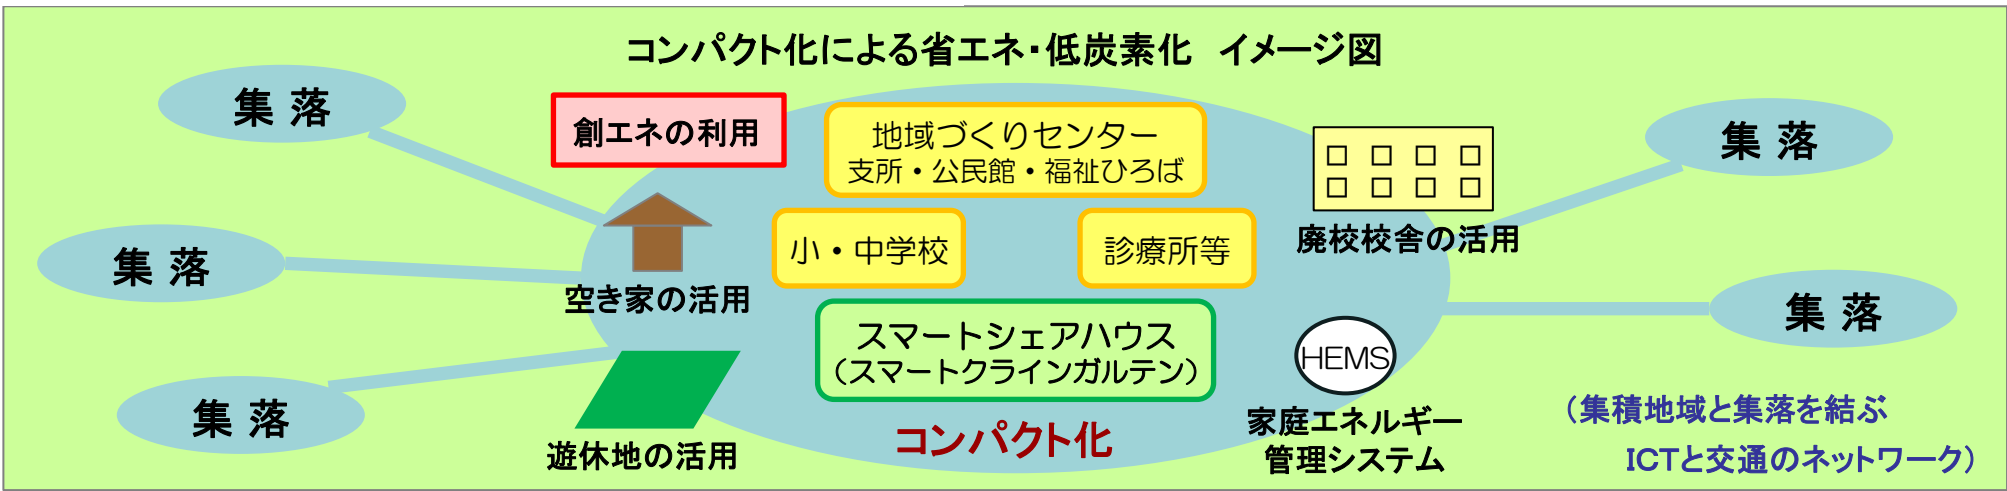 コンパクト化による省エネ・低炭素化　イメージ図
集 落
創エネの利用
地域づくりセンター
支所・公民館・福祉ひろば
集 落
集 落
空き家の活用
小・中学校
診療所等
廃校校舎の活用
集 落
集 落
遊休地の活用
スマートシェアハウス
（スマートクラインガルテン）
コンパクト化
HEMS
家庭エネルギー
管理システム
（集積地域と集落を結ぶ
ICTと交通のネットワーク）